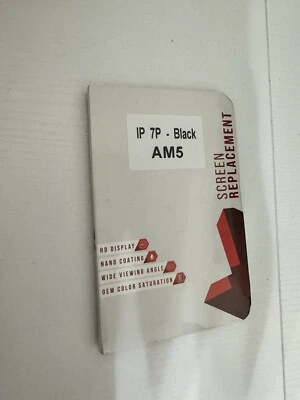 IP 7P - Black
AM5
SCREEN
REPLACEMENT
HD DISPLAY
NANO COATING
WIDE VIEWING ANGLE
OEM COLOR SATURATION